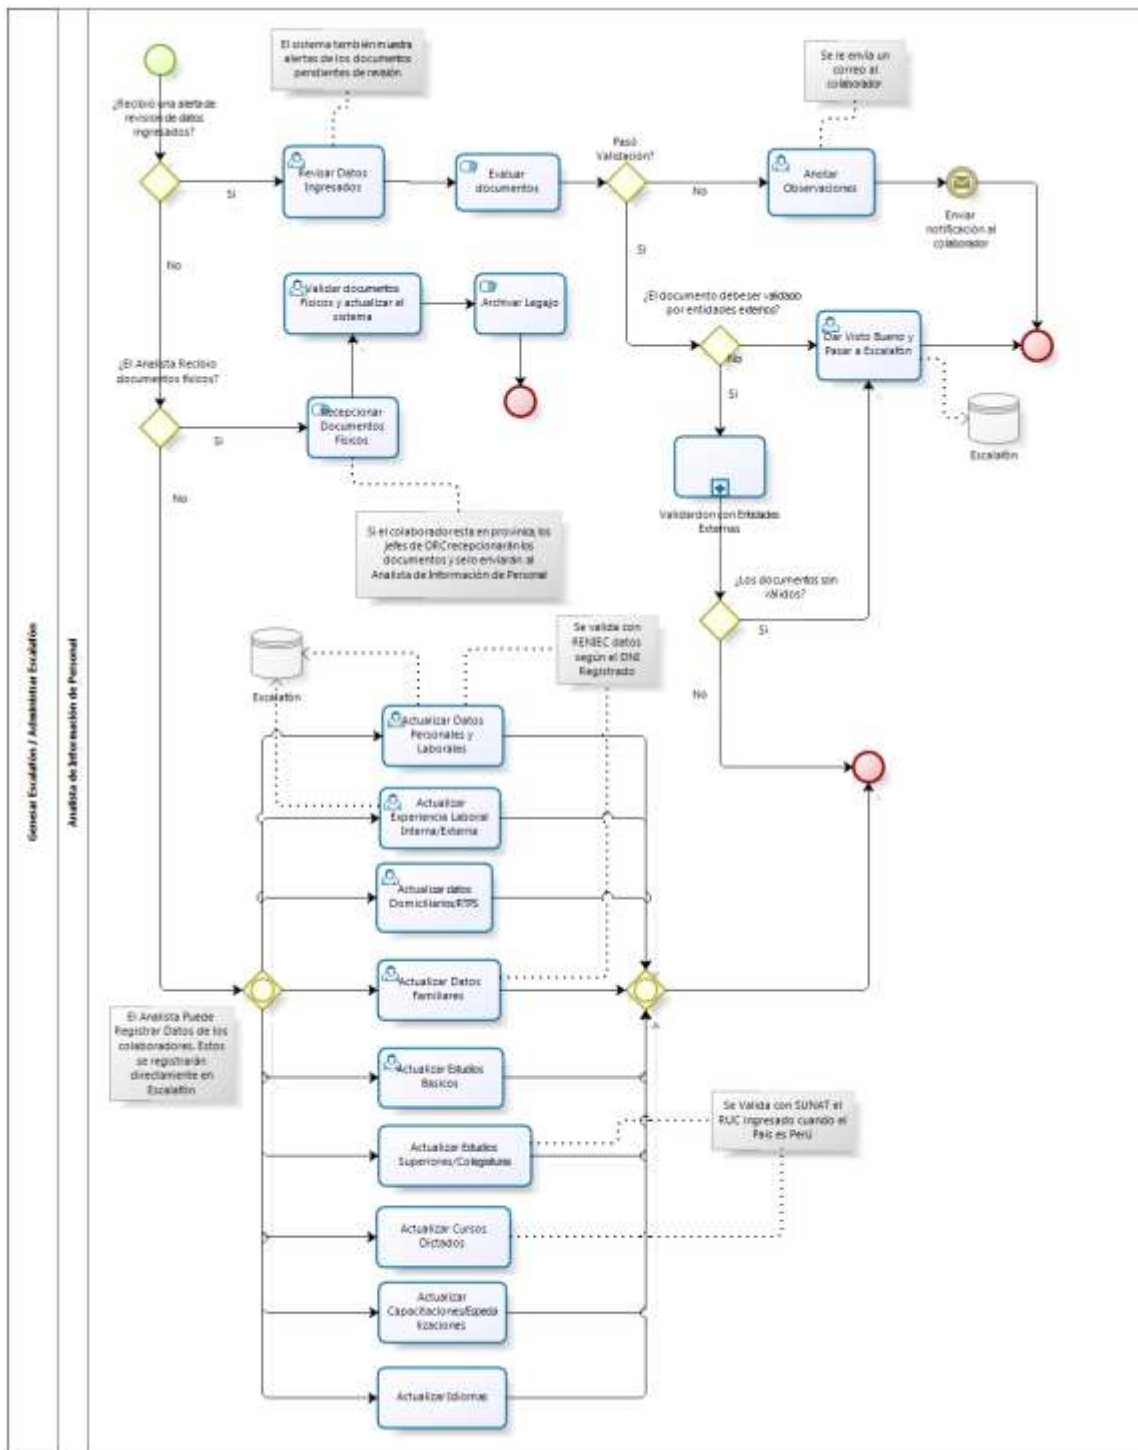 General Escalafón / Administrar Escalafón
Analista de Información de Personal
El sistema también muestra
alertas de los documentos
pendientes de revisión
Se le envía un
correo al
colaborador
¿Recibió una alerta de
revisión de datos
ingresados?
Pasó
Validación?
Revisar Datos
Ingresados
Evaluar
documentos
Anotar
Observaciones
Si
No
Enviar
notificación al
colaborador
No
Si
Validar documentos
Físicos y actualizar el
sistema
Archivar Legajo
¿El documento debe ser validado
por entidades externos?
Dar Visto Bueno y
Pasar a Escalafón
No
Si
¿El Analista Recibio
documentos físicos?
Recepcionar
Documentos
Físicos
Si
Escalafón
No
Validardion con Entidades
Externas
Si el colaborador esta en provincia, los
jefes de ORC recepcionarán los
documentos y se lo enviarán al
Analista de Información de Personal
¿Los documentos son
válidos?
Si
No
Se valida con
RENIEC datos
según el DNI
Registrado
Escalafón
Actualizar Datos
Personales y
Laborales
Actualizar
Experiencia Laboral
Interna/Externa
Actualizar datos
Domiciliarios/RTPS
Actualizar Datos
Familiares
El Analista Puede
Registrar Datos de los
colaboradores. Estos
se registrarán
directamente en
Escalafón
Actualizar Estudios
Basicos
Actualizar Estudios
Superiores/Colegiaturas
Se Valida con SUNAT el
RUC ingresado cuando el
País es Perú
Actualizar Cursos
Dictados
Actualizar
Capacitaciones/Especia
lizaciones
Actualizar Idiomas